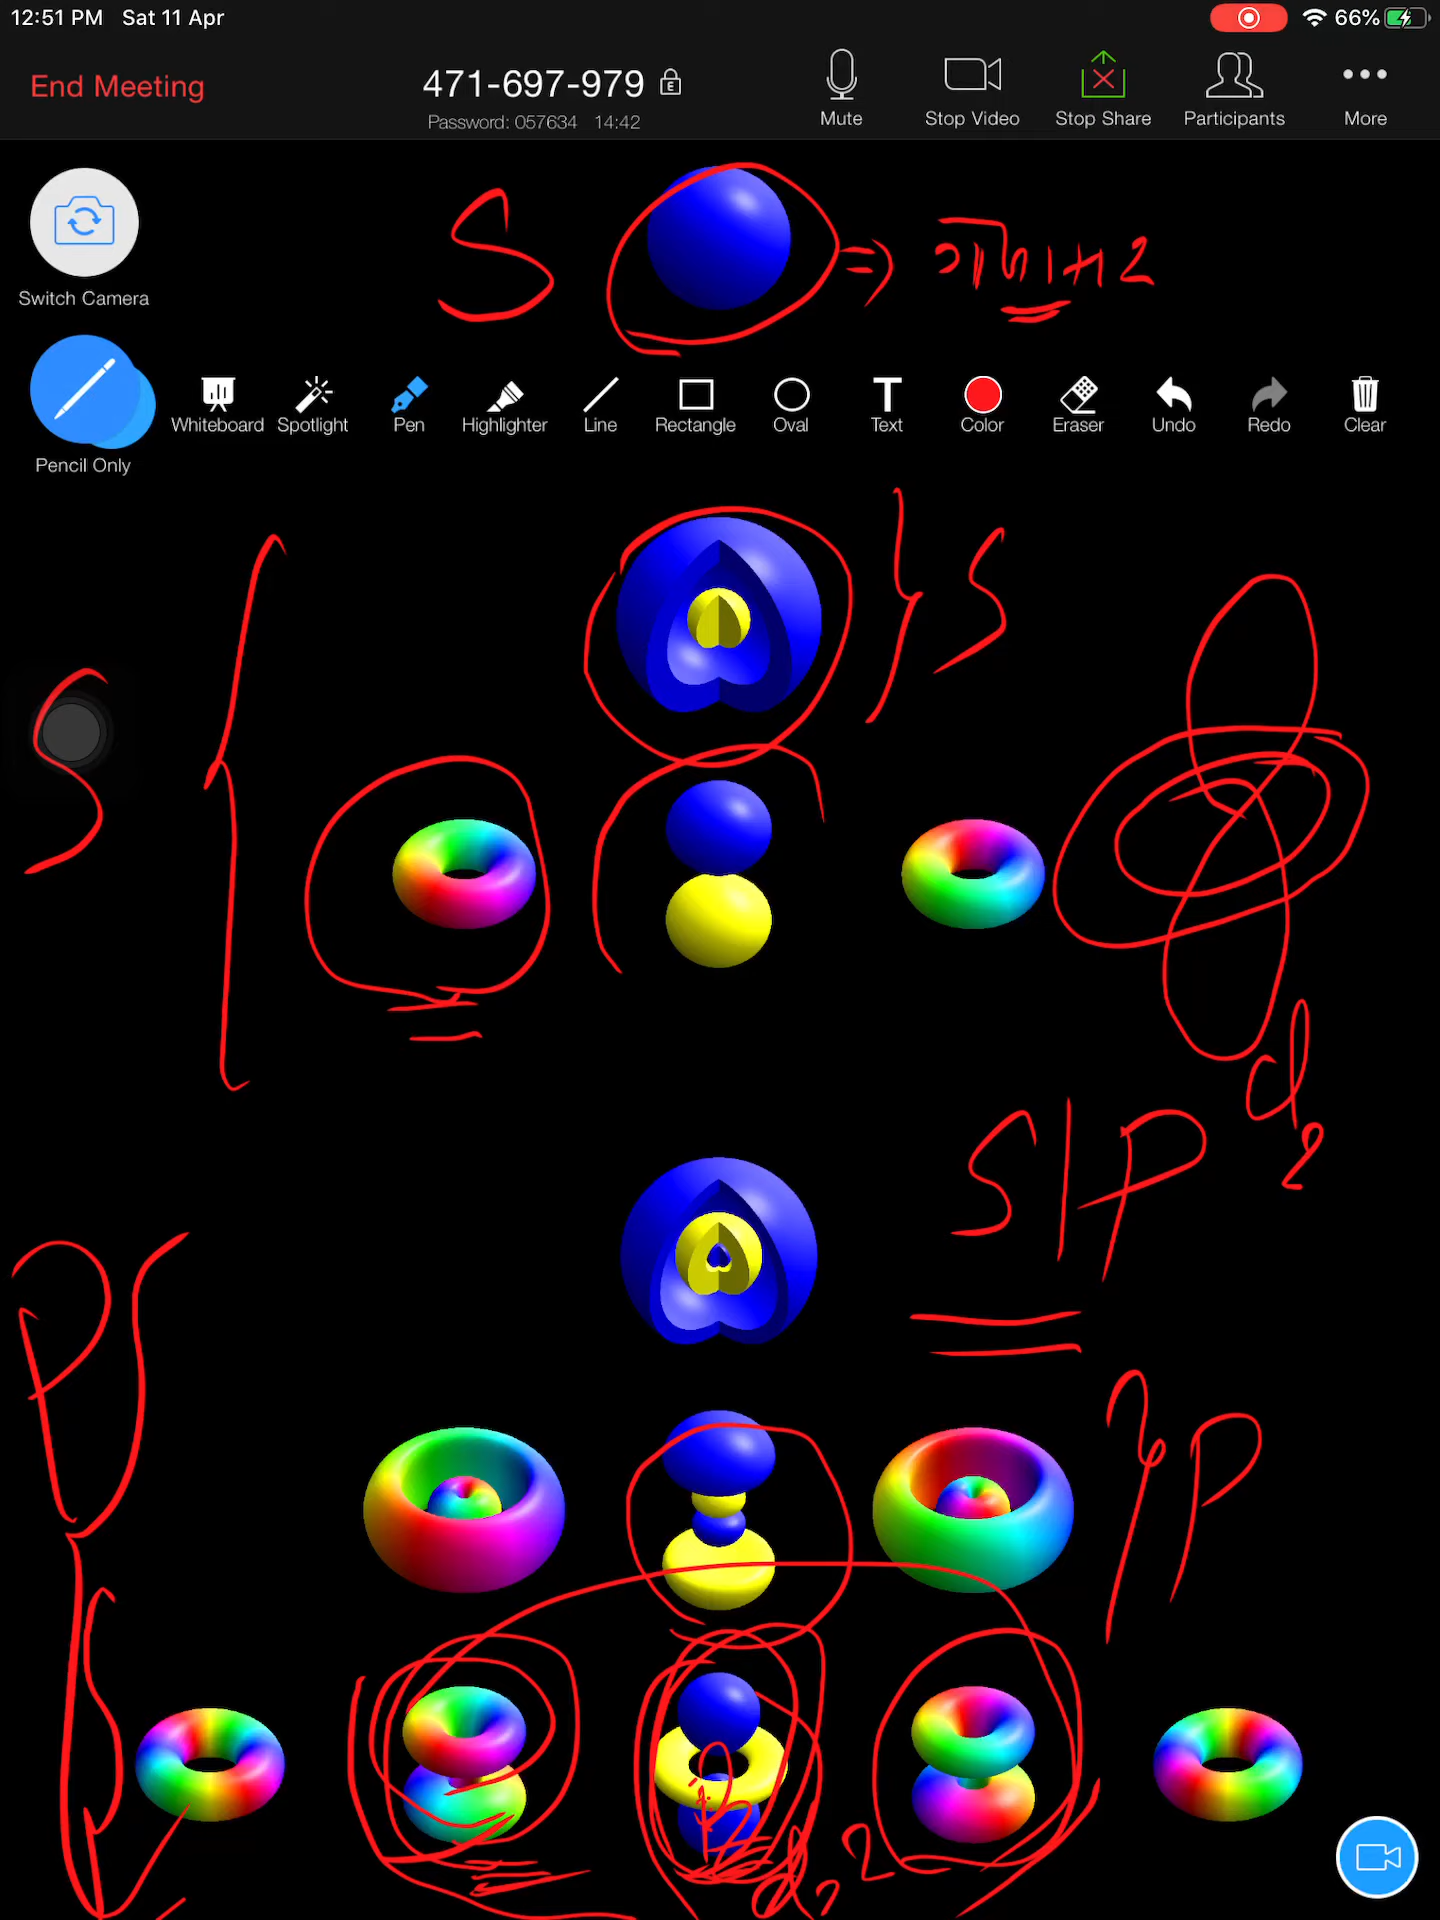 12:51 PM Sat 11 Apr
66%
End Meeting
471-697-979
Password: 057634 14:42
Mute
Stop Video
Stop Share
Participants
More
Switch Camera
S
Pencil Only
Whiteboard
Spotlight
Pen
Highlighter
Line
Rectangle
Oval
Text
Color
Eraser
Undo
Redo
Clear
S
S
S|P
P
P